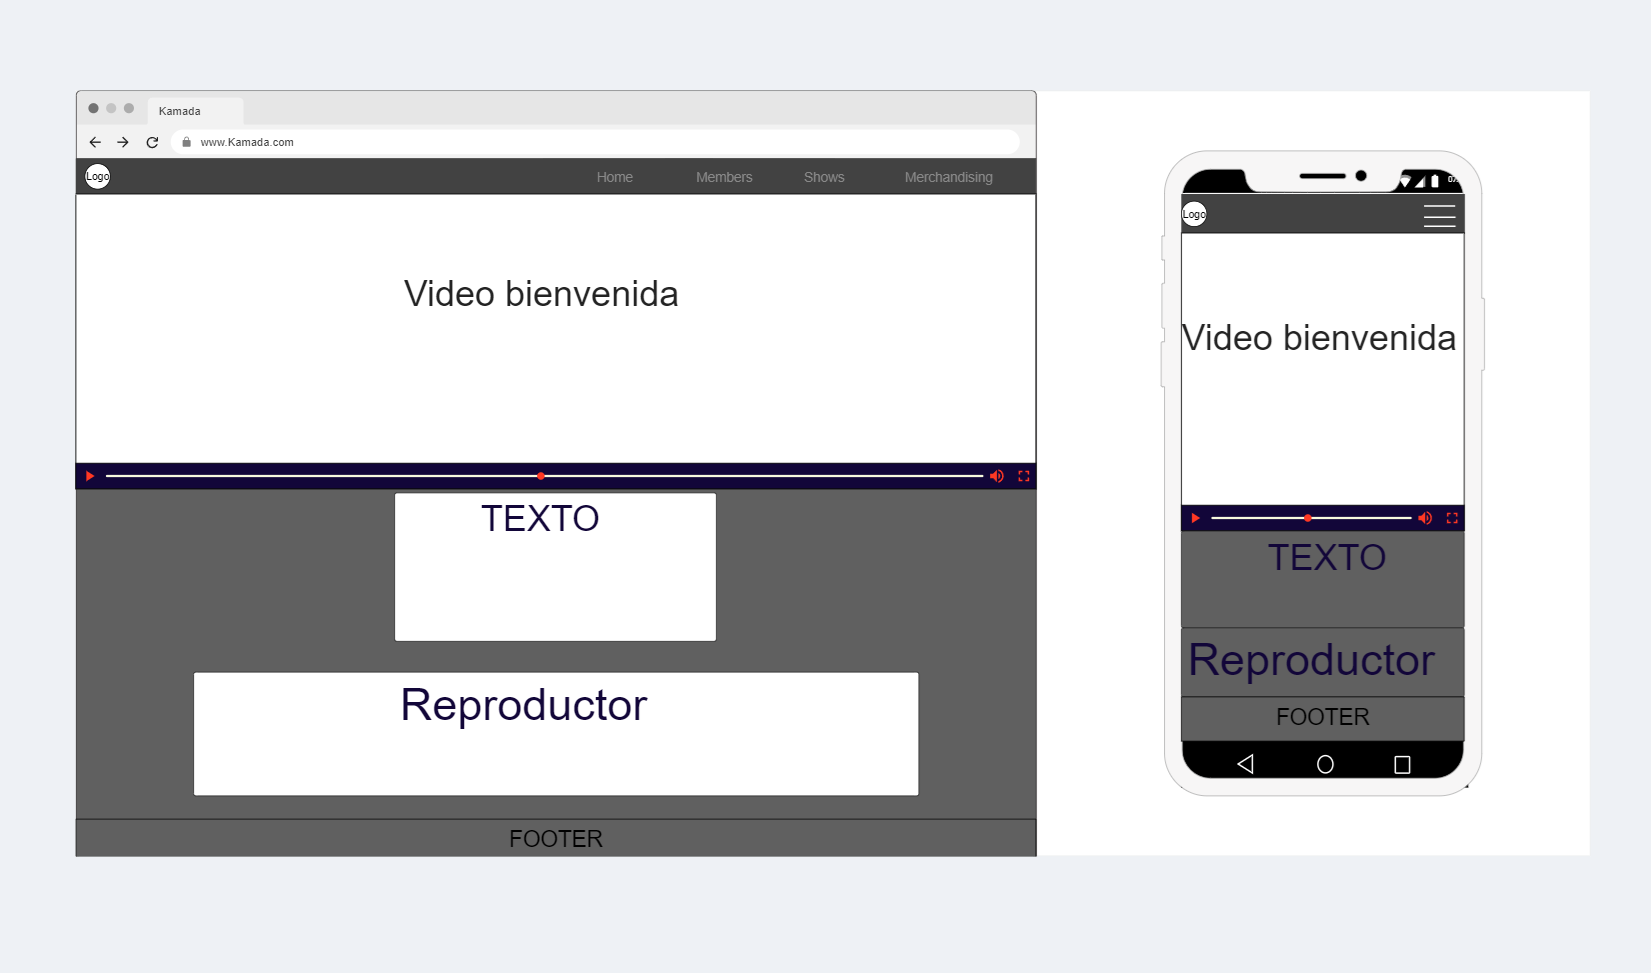 Kamada
www.Kamada.com
Logo
Home Members Shows Merchandising
Video bienvenida
TEXTO
Reproductor
FOOTER
Logo
Video bienvenida
TEXTO
Reproductor
FOOTER